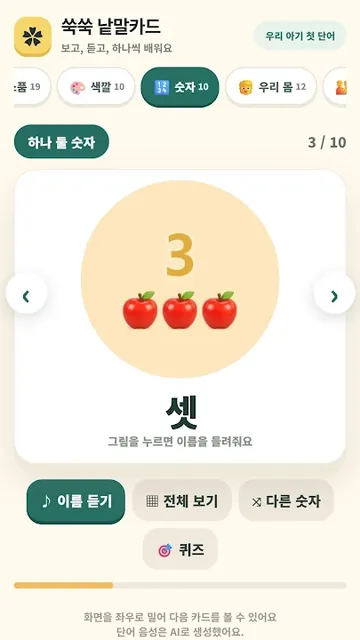 쑥쑥 낱말카드
보고, 듣고, 하나씩 배워요
우리 아기 첫 단어
색깔 10
숫자 10
우리 몸 12
하나 둘 숫자
3 / 10
3
셋
그림을 누르면 이름을 들려줘요
이름 듣기
전체 보기
다른 숫자
퀴즈
화면을 좌우로 밀어 다음 카드를 볼 수 있어요
단어 음성은 AI로 생성했어요.